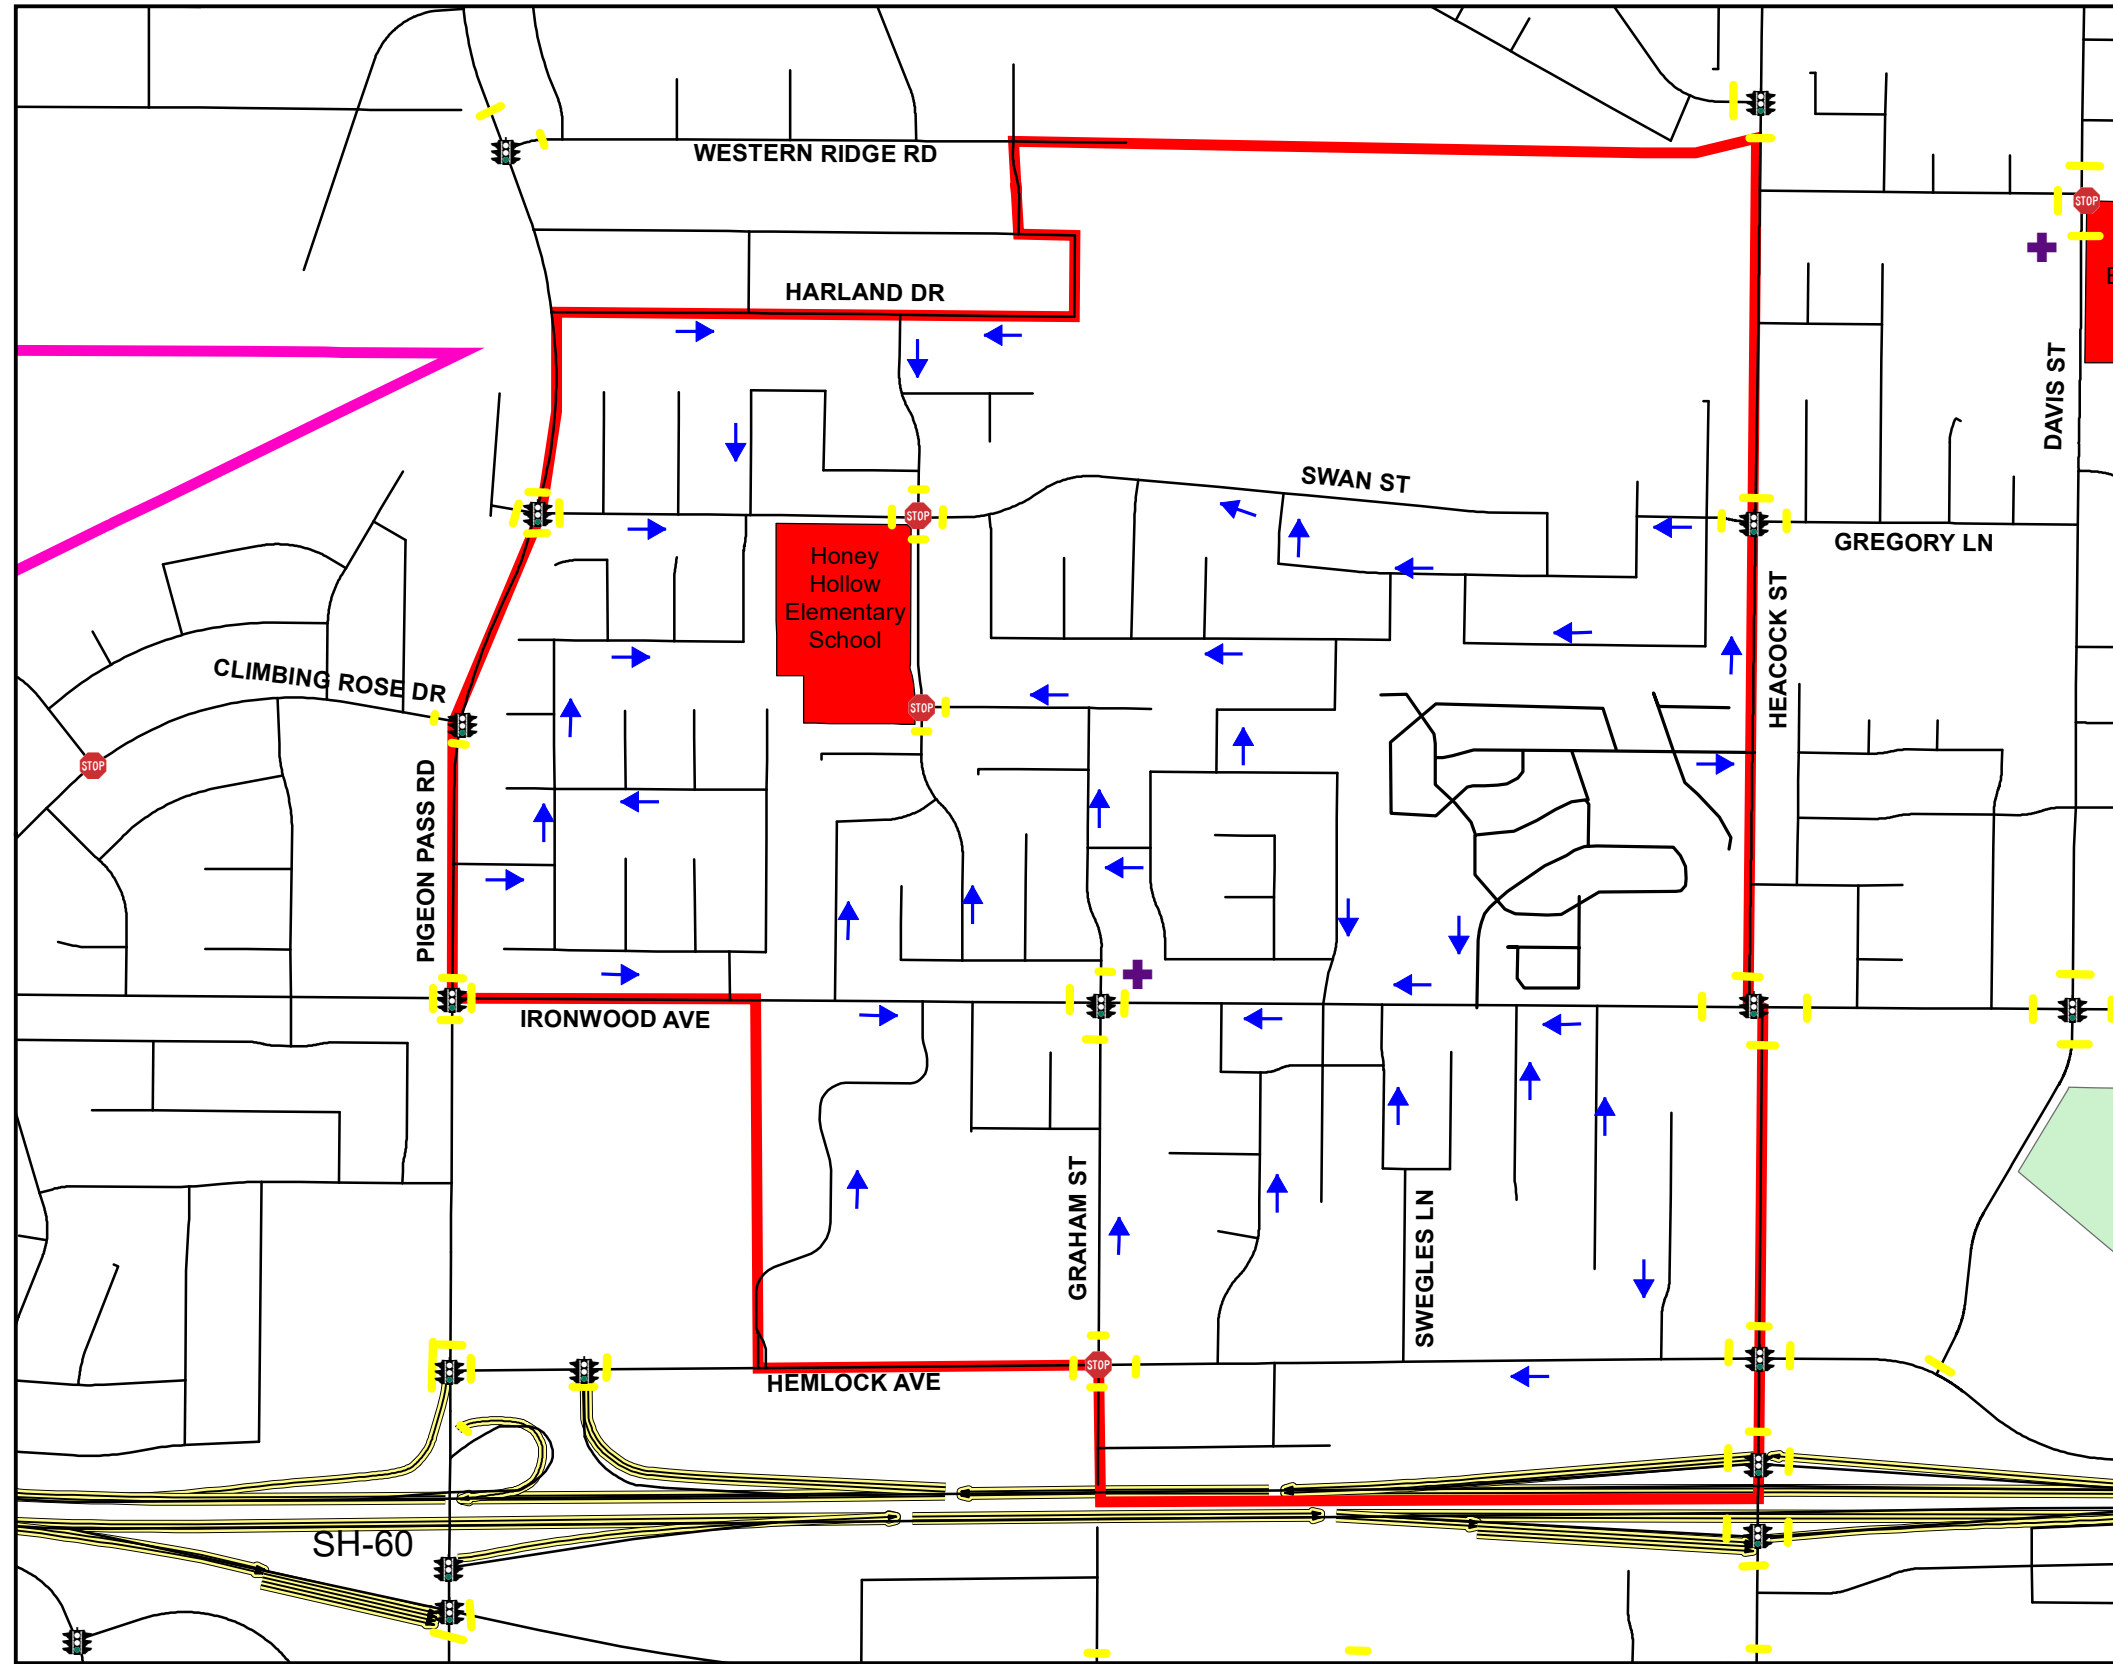 WESTERN RIDGE RD
HARLAND DR
STOP
DAVIS ST
SWAN ST
STOP
GREGORY LN
Honey
Hollow
Elementary
School
HEACOCK ST
CLIMBING ROSE DR
STOP
STOP
PIGEON PASS RD
IRONWOOD AVE
GRAHAM ST
SWEGLES LN
STOP
HEMLOCK AVE
SH-60